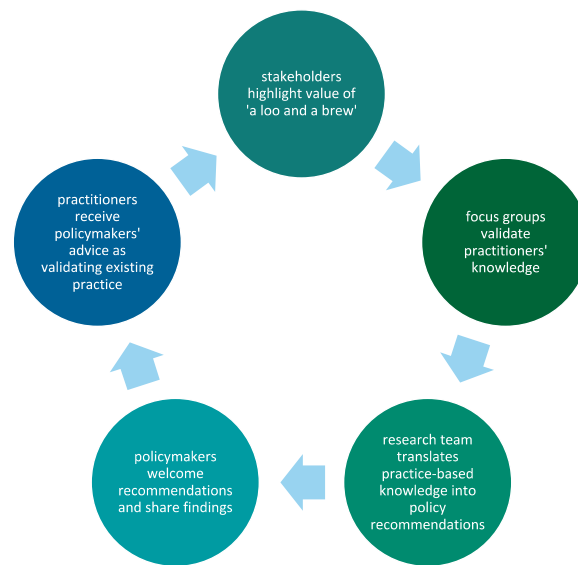 stakeholders
highlight value of
'a loo and a brew'
focus groups
validate
practitioners'
knowledge
research team
translates
practice-based
knowledge into
policy
recommendations
policymakers
welcome
recommendations
and share findings
practitioners
receive
policymakers'
advice as
validating existing
practice